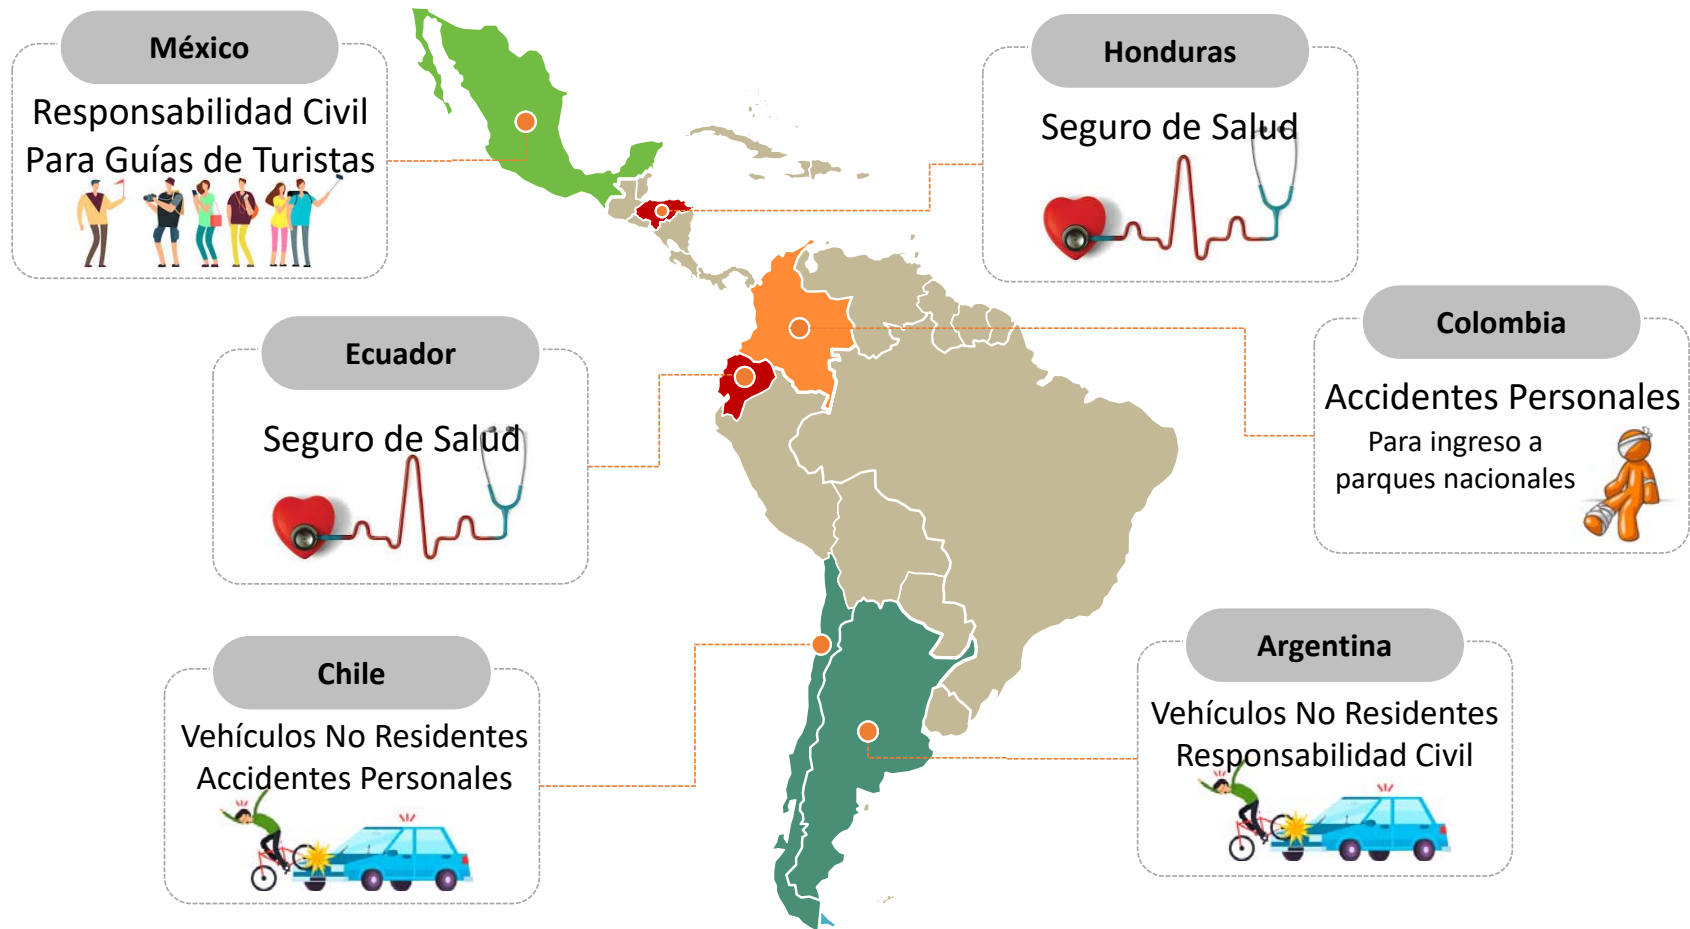 México
Responsabilidad Civil
Para Guías de Turistas
Honduras
Seguro de Salud
Ecuador
Seguro de Salud
Colombia
Accidentes Personales
Para ingreso a
parques nacionales
Chile
Vehículos No Residentes
Accidentes Personales
Argentina
Vehículos No Residentes
Responsabilidad Civil